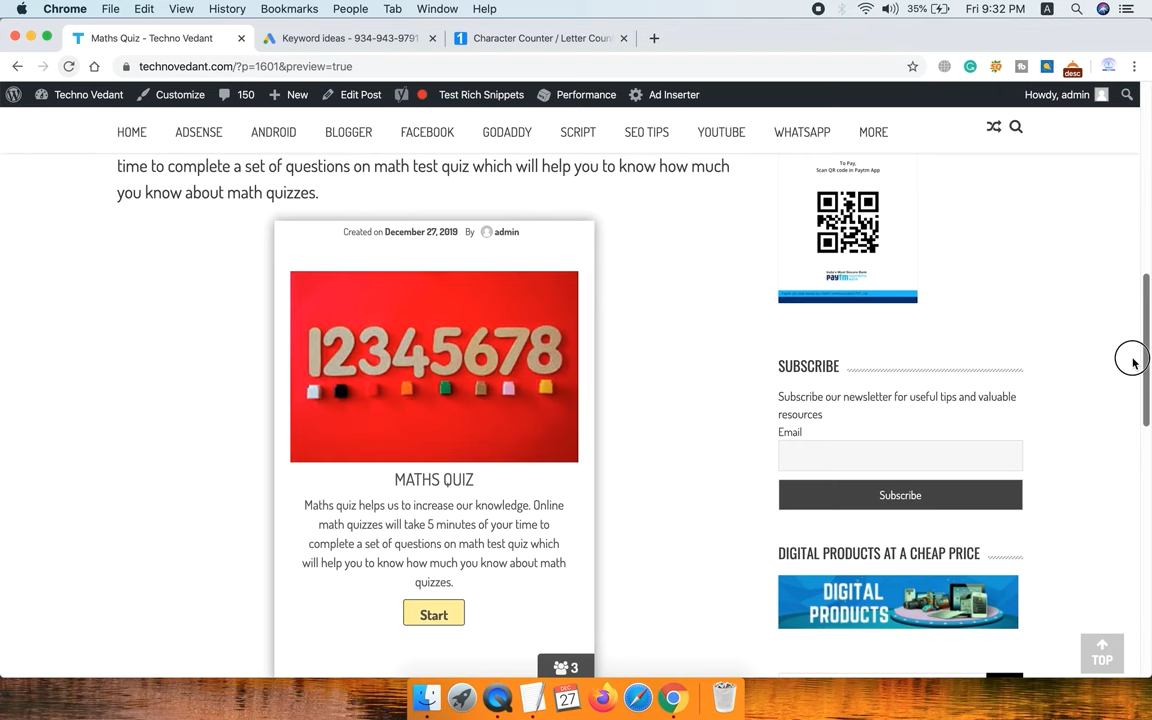 Chrome File Edit View History Bookmarks People Tab Window Help 35% Fri 9:32 PM A
Maths Quiz - Techno Vedant
Keyword ideas - 934-943-9791
Character Counter / Letter Coun
technovedant.com/?p=1601&preview=true
desc
Techno Vedant Customize 150 New Edit Post Test Rich Snippets Performance Ad Inserter Howdy, admin
HOME ADSENSE ANDROID BLOGGER FACEBOOK GODADDY SCRIPT SEO TIPS YOUTUBE WHATSAPP MORE
time to complete a set of questions on math test quiz which will help you to know how much
you know about math quizzes.
Created on December 27, 2019 By admin
12345678
MATHS QUIZ
Maths quiz helps us to increase our knowledge. Online
math quizzes will take 5 minutes of your time to
complete a set of questions on math test quiz which
will help you to know how much you know about math
quizzes.
Start
3
To Pay,
Scan QR code in Paytm App
India's Most Secure Bank
paytm
SUBSCRIBE
Subscribe our newsletter for useful tips and valuable
resources
Email
Subscribe
DIGITAL PRODUCTS AT A CHEAP PRICE
DIGITAL
PRODUCTS
TOP
DEC
27